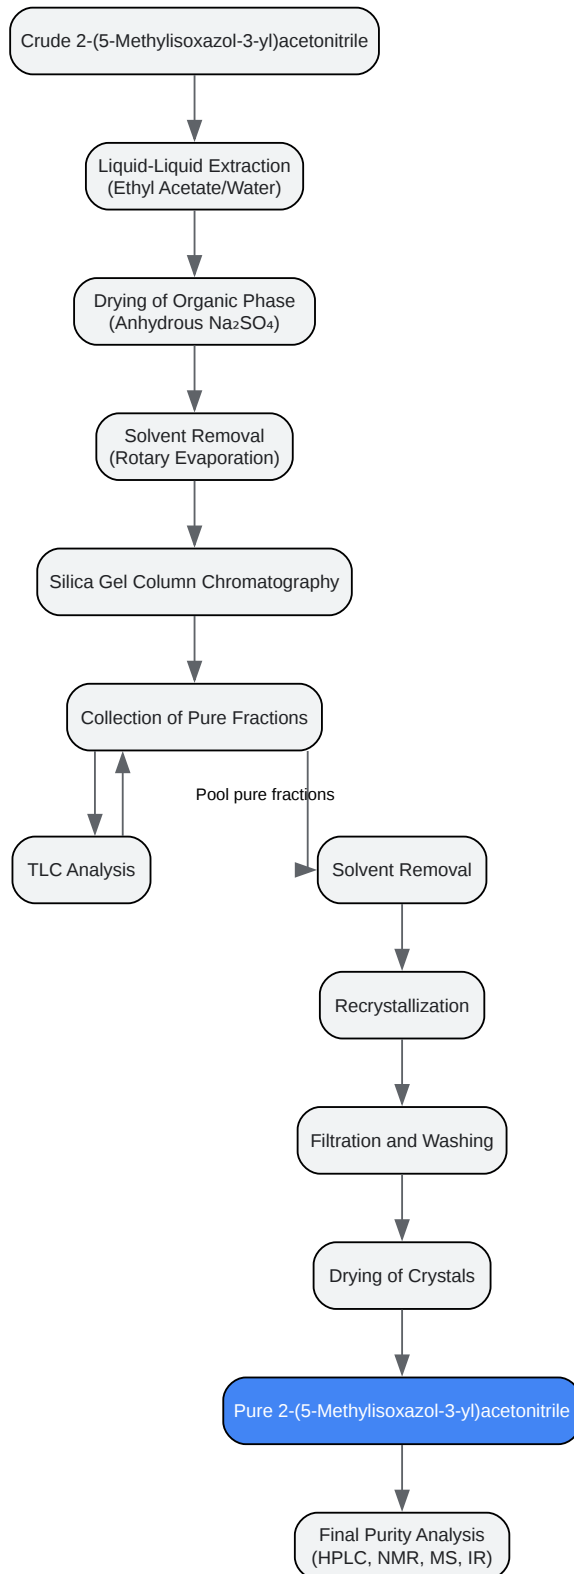 Crude 2-(5-Methylisoxazol-3-yl)acetonitrile
Liquid-Liquid Extraction
(Ethyl Acetate/Water)
Drying of Organic Phase
(Anhydrous Na₂SO₄)
Solvent Removal
(Rotary Evaporation)
Silica Gel Column Chromatography
Collection of Pure Fractions
Pool pure fractions
TLC Analysis
Solvent Removal
Recrystallization
Filtration and Washing
Drying of Crystals
Pure 2-(5-Methylisoxazol-3-yl)acetonitrile
Final Purity Analysis
(HPLC, NMR, MS, IR)